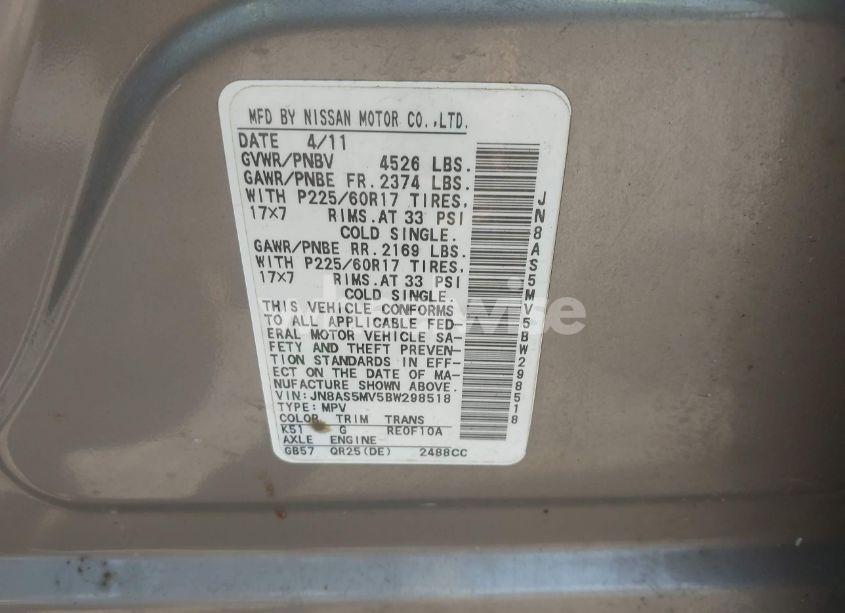 MFD BY NISSAN MOTOR CO.,LTD.
DATE 4/11
GVWR/PNBV 4526 LBS.
GAWR/PNBE FR. 2374 LBS.
WITH P225/60R17 TIRES,
17×7 RIMS.AT 33 PSI
COLD SINGLE.
GAWR/PNBE RR. 2169 LBS.
WITH P225/60R17 TIRES,
17×7 RIMS.AT 33 PSI
COLD SINGLE.
THIS VEHICLE CONFORMS
TO ALL APPLICABLE FED-
ERAL MOTOR VEHICLE SA-
FETY AND THEFT PREVEN-
TION STANDARDS IN EFF-
ECT ON THE DATE OF MA-
NUFACTURE SHOWN ABOVE.
VIN: JN8AS5MV5BW298518
TYPE: MPV
COLOR TRIM TRANS
K51 G RE0F10A
AXLE ENGINE
GB57 QR25(DE) 2488CC
JN8AS5MV5BW298518